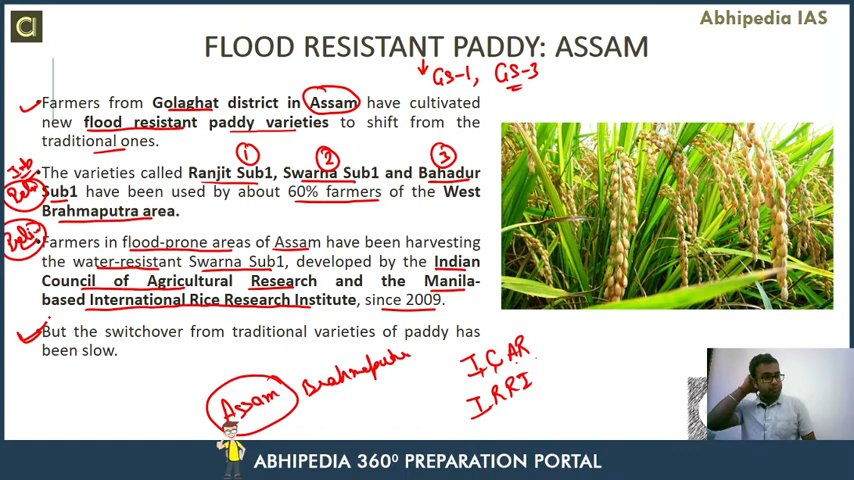 Abhipedia IAS
FLOOD RESISTANT PADDY: ASSAM
GS-1, GS-3
Farmers from Golaghat district in Assam have cultivated
new flood resistant paddy varieties to shift from the
traditional ones.
1 2 3
The varieties called Ranjit Sub1, Swarna Sub1 and Bahadur
Sub1 have been used by about 60% farmers of the West
Brahmaputra area.
Farmers in flood-prone areas of Assam have been harvesting
the water-resistant Swarna Sub1, developed by the Indian
Council of Agricultural Research and the Manila-
based International Rice Research Institute, since 2009.
But the switchover from traditional varieties of paddy has
been slow.
Assam Brahmaputra
ICAR
IRRI
ABHIPEDIA 360⁰ PREPARATION PORTAL